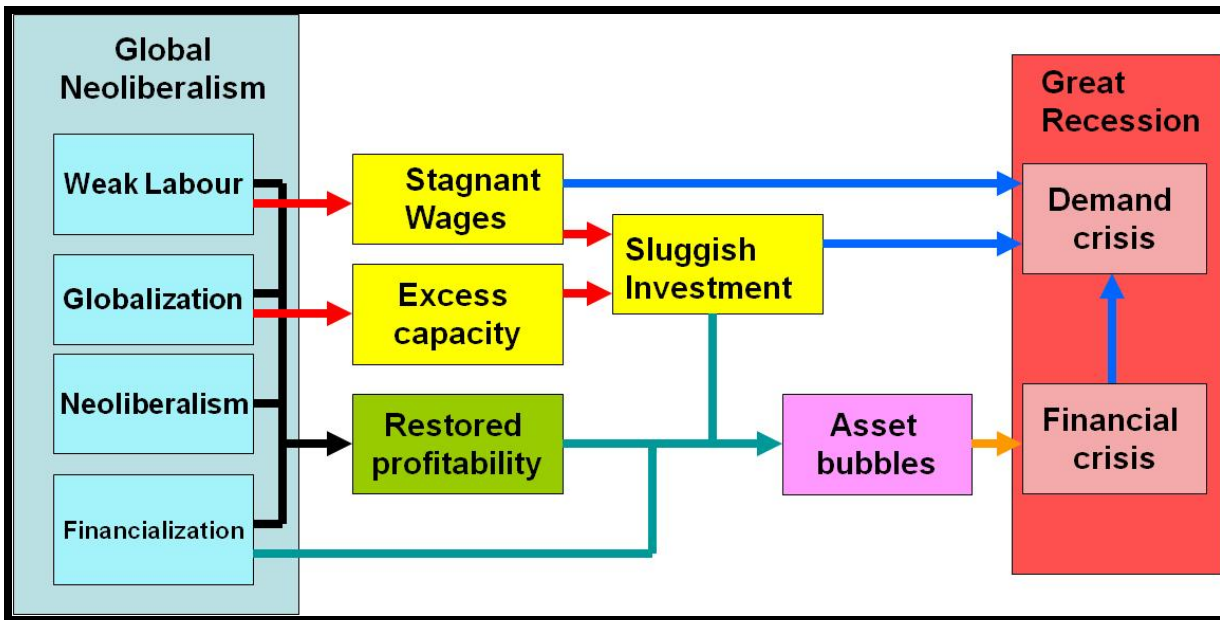 Global
Neoliberalism
Weak Labour
Globalization
Neoliberalism
Financialization
Stagnant
Wages
Excess
capacity
Restored
profitability
Sluggish
Investment
Asset
bubbles
Great
Recession
Demand
crisis
Financial
crisis